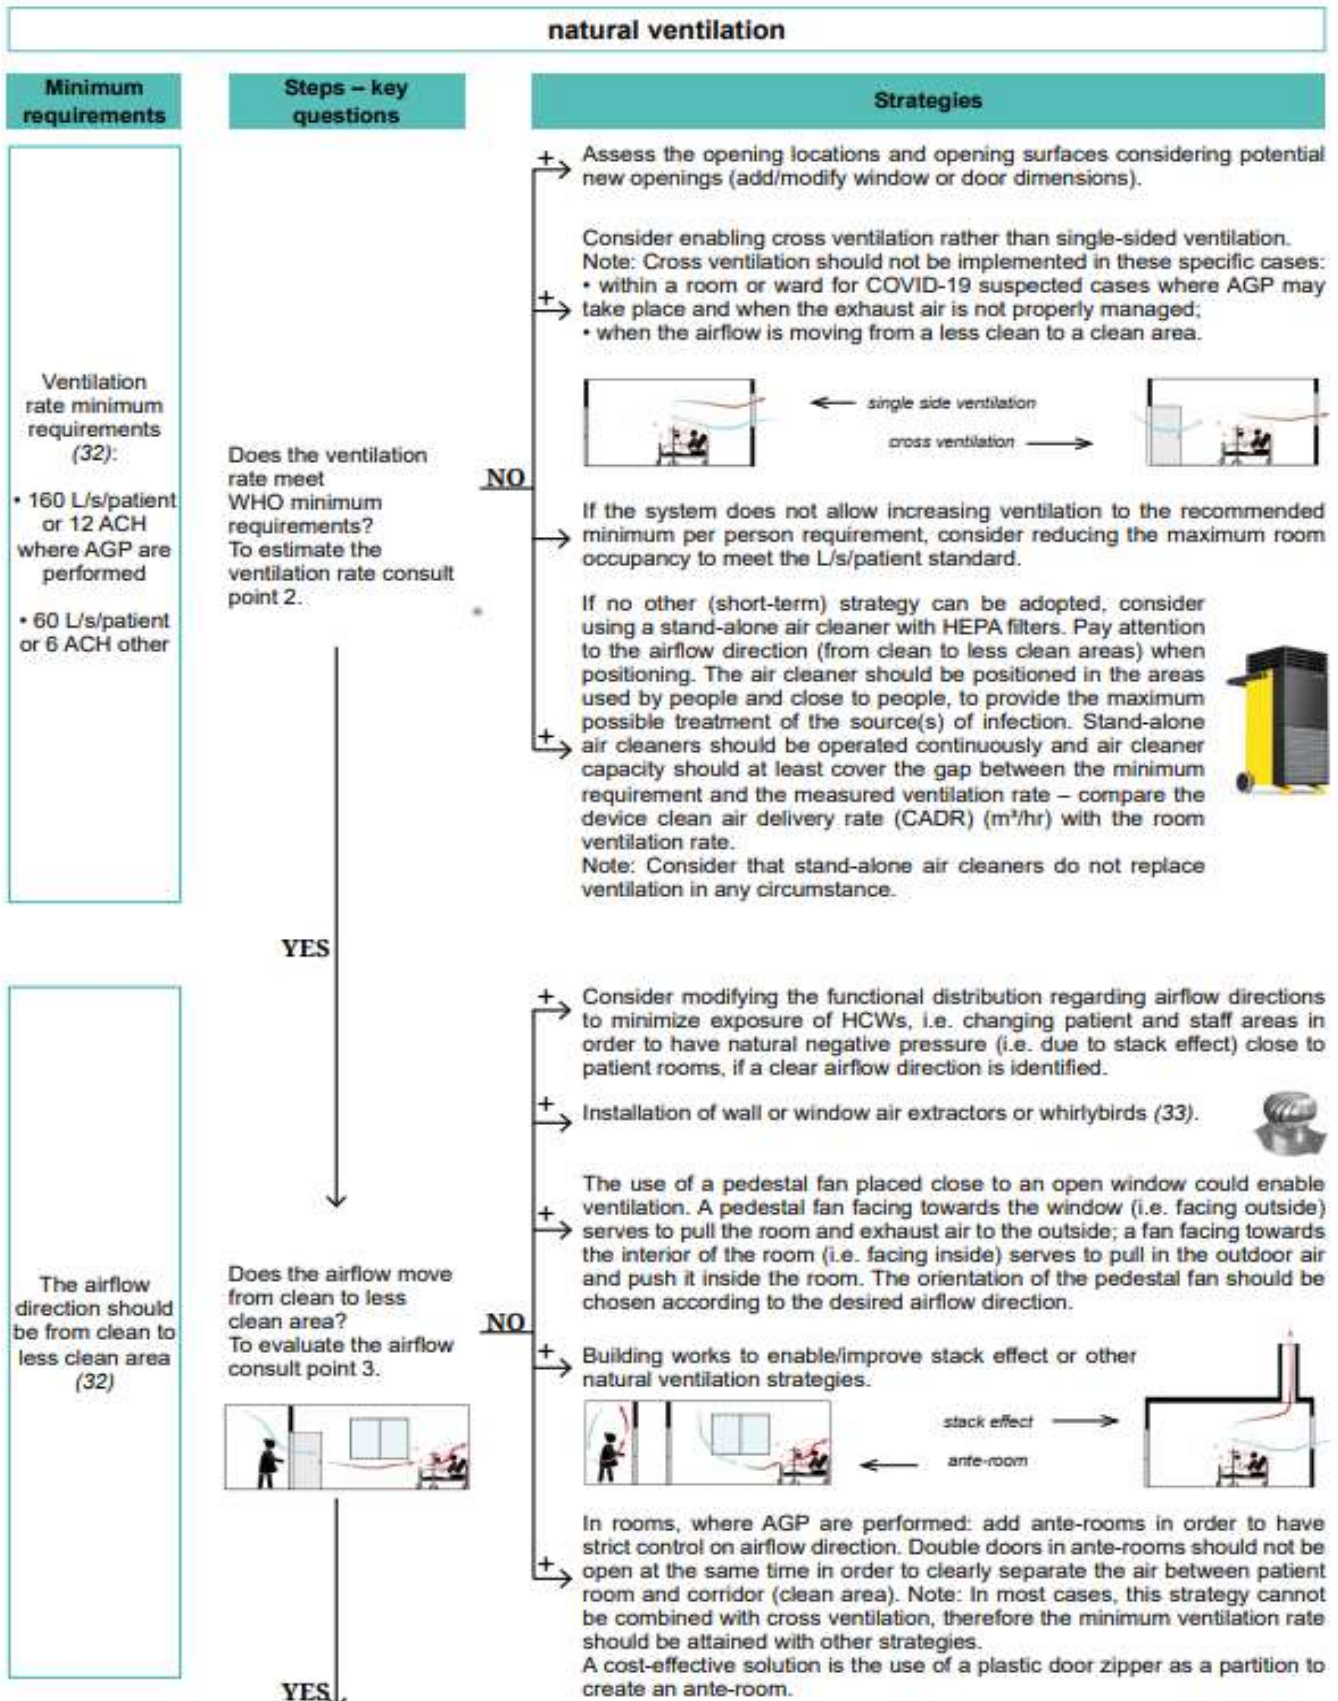 natural ventilation
Minimum
requirements
Steps – key
questions
Strategies
Ventilation
rate minimum
requirements
(32):
• 160 L/s/patient
or 12 ACH
where AGP are
performed
• 60 L/s/patient
or 6 ACH other
Does the ventilation
rate meet
WHO minimum
requirements?
To estimate the
ventilation rate consult
point 2.
NO
+
Assess the opening locations and opening surfaces considering potential
new openings (add/modify window or door dimensions).
+
Consider enabling cross ventilation rather than single-sided ventilation.
Note: Cross ventilation should not be implemented in these specific cases:
• within a room or ward for COVID-19 suspected cases where AGP may
take place and when the exhaust air is not properly managed;
• when the airflow is moving from a less clean to a clean area.
single side ventilation
cross ventilation
If the system does not allow increasing ventilation to the recommended
minimum per person requirement, consider reducing the maximum room
occupancy to meet the L/s/patient standard.
+
If no other (short-term) strategy can be adopted, consider
using a stand-alone air cleaner with HEPA filters. Pay attention
to the airflow direction (from clean to less clean areas) when
positioning. The air cleaner should be positioned in the areas
used by people and close to people, to provide the maximum
possible treatment of the source(s) of infection. Stand-alone
air cleaners should be operated continuously and air cleaner
capacity should at least cover the gap between the minimum
requirement and the measured ventilation rate – compare the
device clean air delivery rate (CADR) (m³/hr) with the room
ventilation rate.
Note: Consider that stand-alone air cleaners do not replace
ventilation in any circumstance.
YES
The airflow
direction should
be from clean to
less clean area
(32)
Does the airflow move
from clean to less
clean area?
To evaluate the airflow
consult point 3.
NO
+
Consider modifying the functional distribution regarding airflow directions
to minimize exposure of HCWs, i.e. changing patient and staff areas in
order to have natural negative pressure (i.e. due to stack effect) close to
patient rooms, if a clear airflow direction is identified.
+
Installation of wall or window air extractors or whirlybirds (33).
+
The use of a pedestal fan placed close to an open window could enable
ventilation. A pedestal fan facing towards the window (i.e. facing outside)
serves to pull the room and exhaust air to the outside; a fan facing towards
the interior of the room (i.e. facing inside) serves to pull in the outdoor air
and push it inside the room. The orientation of the pedestal fan should be
chosen according to the desired airflow direction.
+
Building works to enable/improve stack effect or other
natural ventilation strategies.
stack effect
ante-room
+
In rooms, where AGP are performed: add ante-rooms in order to have
strict control on airflow direction. Double doors in ante-rooms should not be
open at the same time in order to clearly separate the air between patient
room and corridor (clean area). Note: In most cases, this strategy cannot
be combined with cross ventilation, therefore the minimum ventilation rate
should be attained with other strategies.
A cost-effective solution is the use of a plastic door zipper as a partition to
create an ante-room.
YES